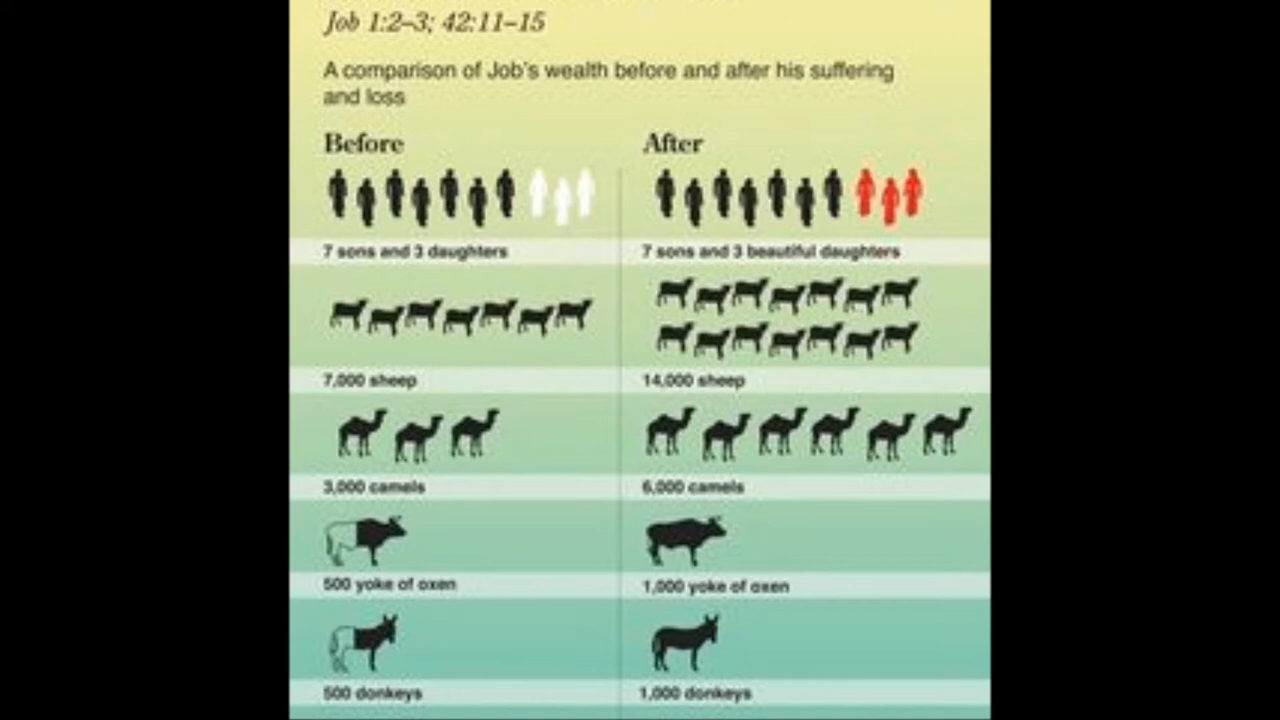 Job 1:2–3; 42:11–15
A comparison of Job's wealth before and after his suffering
and loss
Before
After
7 sons and 3 daughters
7 sons and 3 beautiful daughters
7,000 sheep
14,000 sheep
3,000 camels
6,000 camels
500 yoke of oxen
1,000 yoke of oxen
500 donkeys
1,000 donkeys